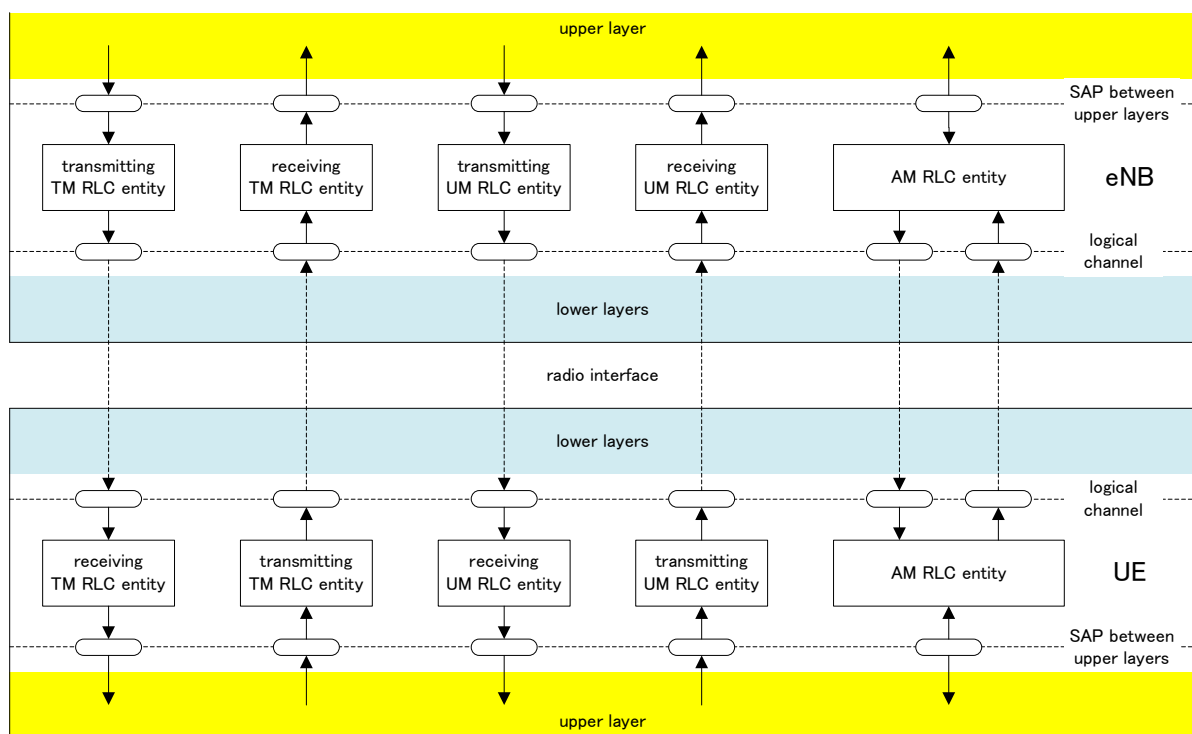 upper layer
SAP between
upper layers
transmitting
TM RLC entity
receiving
TM RLC entity
transmitting
UM RLC entity
receiving
UM RLC entity
AM RLC entity
eNB
logical
channel
lower layers
radio interface
lower layers
logical
channel
receiving
TM RLC entity
transmitting
TM RLC entity
receiving
UM RLC entity
transmitting
UM RLC entity
AM RLC entity
UE
SAP between
upper layers
upper layer